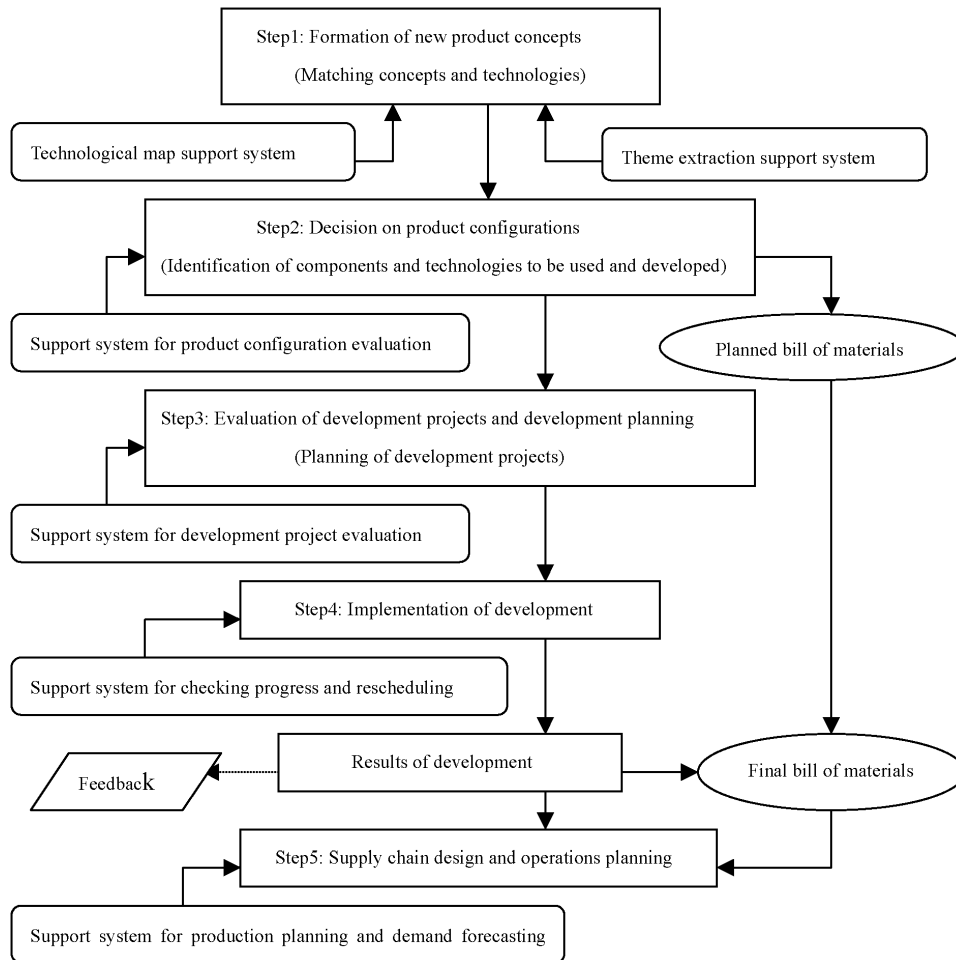 Step1: Formation of new product concepts
(Matching concepts and technologies)
Technological map support system
Theme extraction support system
Step2: Decision on product configurations
(Identification of components and technologies to be used and developed)
Support system for product configuration evaluation
Planned bill of materials
Step3: Evaluation of development projects and development planning
(Planning of development projects)
Support system for development project evaluation
Step4: Implementation of development
Support system for checking progress and rescheduling
Feedback
Results of development
Final bill of materials
Step5: Supply chain design and operations planning
Support system for production planning and demand forecasting